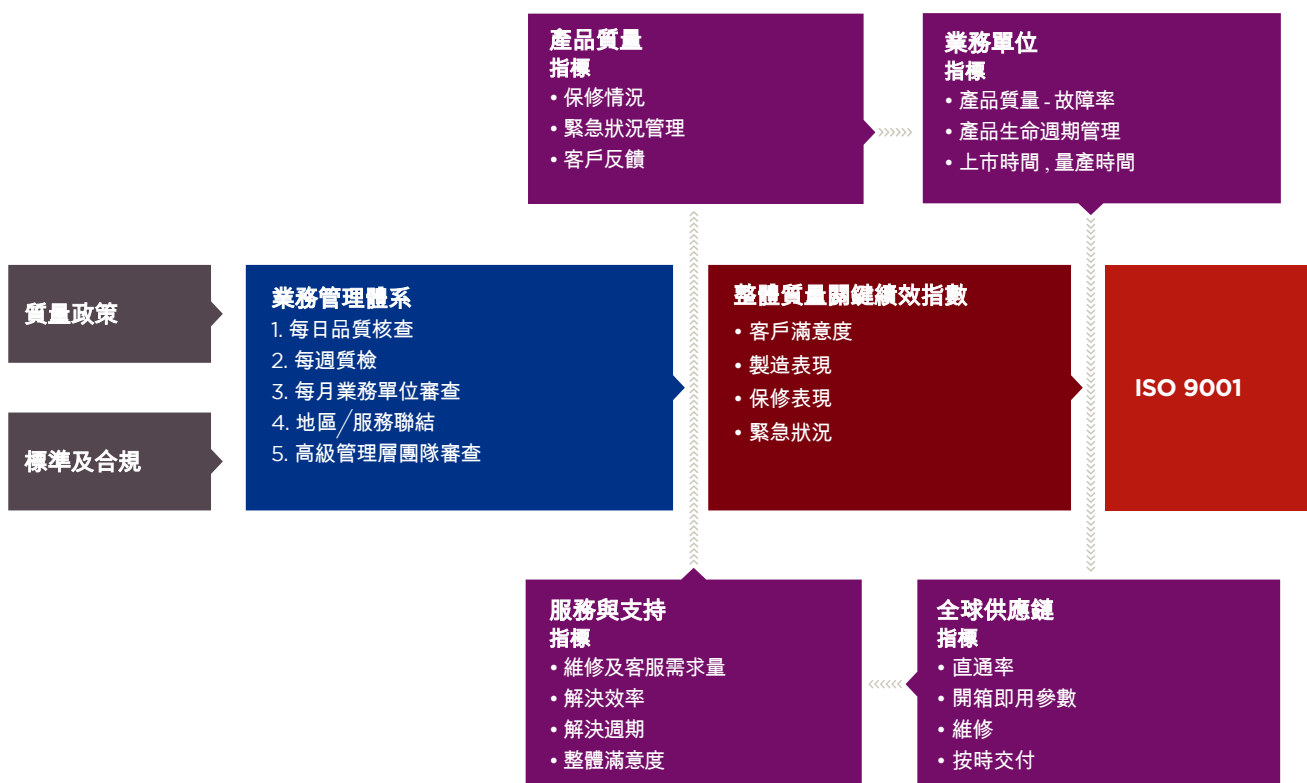 產品質量
指標
• 保修情況
• 緊急狀況管理
• 客戶反饋
業務單位
指標
• 產品質量 - 故障率
• 產品生命週期管理
• 上市時間 , 量產時間
質量政策
標準及合規
業務管理體系
1. 每日品質核查
2. 每週質檢
3. 每月業務單位審查
4. 地區/服務聯結
5. 高級管理層團隊審查
整體質量關鍵績效指數
• 客戶滿意度
• 製造表現
• 保修表現
• 緊急狀況
ISO 9001
服務與支持
指標
• 維修及客服需求量
• 解決效率
• 解決週期
• 整體滿意度
全球供應鏈
指標
• 直通率
• 開箱即用參數
• 維修
• 按時交付